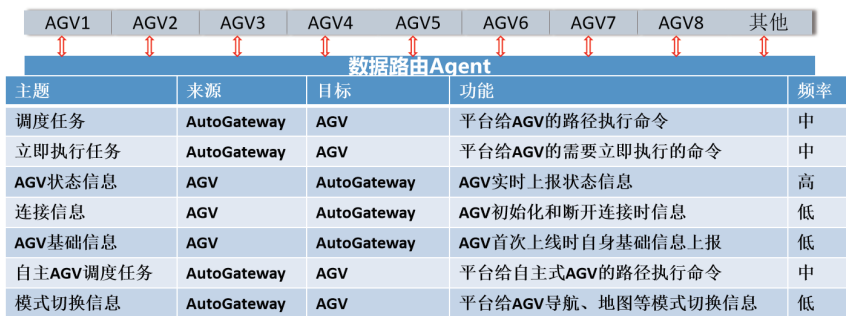 AGV1 AGV2 AGV3 AGV4 AGV5 AGV6 AGV7 AGV8 其他
数据路由Agent
主题 来源 目标 功能 频率
调度任务 AutoGateway AGV 平台给AGV的路径执行命令 中
立即执行任务 AutoGateway AGV 平台给AGV的需要立即执行的命令 中
AGV状态信息 AGV AutoGateway AGV实时上报状态信息 高
连接信息 AGV AutoGateway AGV初始化和断开连接时信息 低
AGV基础信息 AGV AutoGateway AGV首次上线时自身基础信息上报 低
自主AGV调度任务 AutoGateway AGV 平台给自主式AGV的路径执行命令 中
模式切换信息 AutoGateway AGV 平台给AGV导航、地图等模式切换信息 低